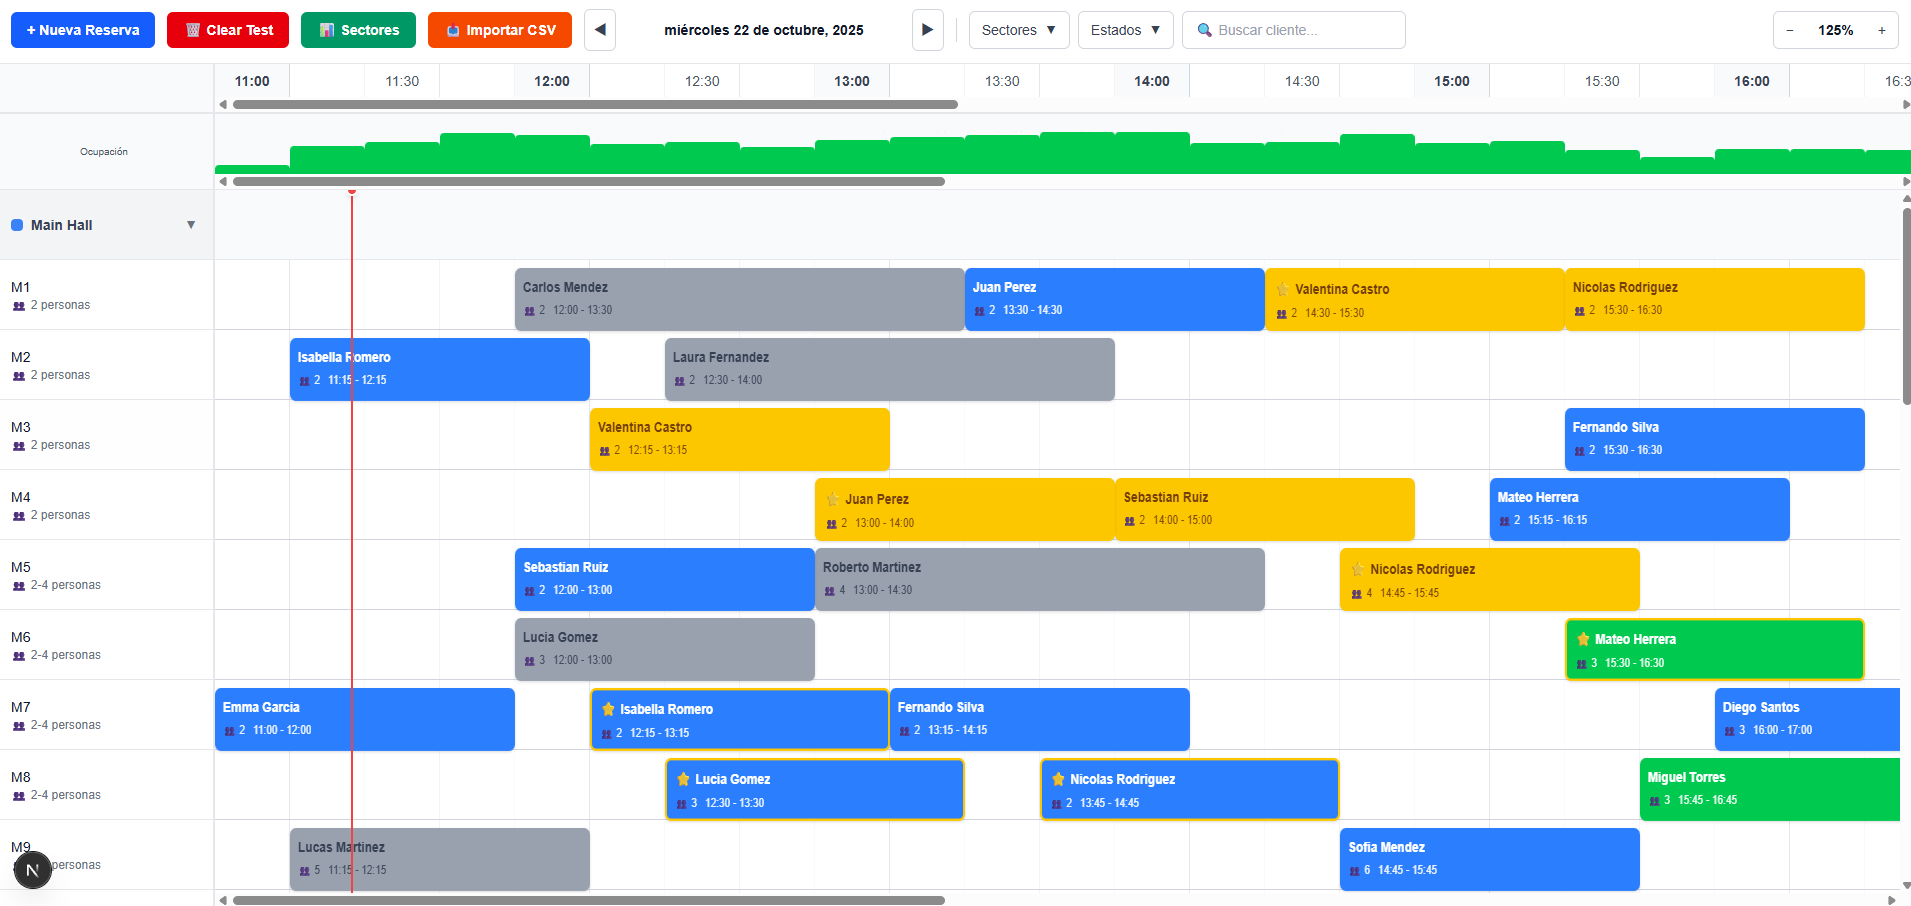 + Nueva Reserva
Clear Test
Sectores
Importar CSV
miércoles 22 de octubre, 2025
Sectores
Estados
Buscar cliente...
− 125% +
11:00 11:30 12:00 12:30 13:00 13:30 14:00 14:30 15:00 15:30 16:00 16:3
Ocupación
Main Hall
M1
2 personas
Carlos Mendez
2 12:00 - 13:30
Juan Perez
2 13:30 - 14:30
Valentina Castro
2 14:30 - 15:30
Nicolas Rodriguez
2 15:30 - 16:30
M2
2 personas
Isabella Romero
2 11:15 - 12:15
Laura Fernandez
2 12:30 - 14:00
M3
2 personas
Valentina Castro
2 12:15 - 13:15
Fernando Silva
2 15:30 - 16:30
M4
2 personas
Juan Perez
2 13:00 - 14:00
Sebastian Ruiz
2 14:00 - 15:00
Mateo Herrera
2 15:15 - 16:15
M5
2-4 personas
Sebastian Ruiz
2 12:00 - 13:00
Roberto Martinez
4 13:00 - 14:30
Nicolas Rodriguez
4 14:45 - 15:45
M6
2-4 personas
Lucia Gomez
3 12:00 - 13:00
Mateo Herrera
3 15:30 - 16:30
M7
2-4 personas
Emma Garcia
2 11:00 - 12:00
Isabella Romero
2 12:15 - 13:15
Fernando Silva
2 13:15 - 14:15
Diego Santos
3 16:00 - 17:00
M8
2-4 personas
Lucia Gomez
3 12:30 - 13:30
Nicolas Rodriguez
2 13:45 - 14:45
Miguel Torres
3 15:45 - 16:45
M9
personas
N
Lucas Martinez
5 11:15 - 12:15
Sofia Mendez
6 14:45 - 15:45